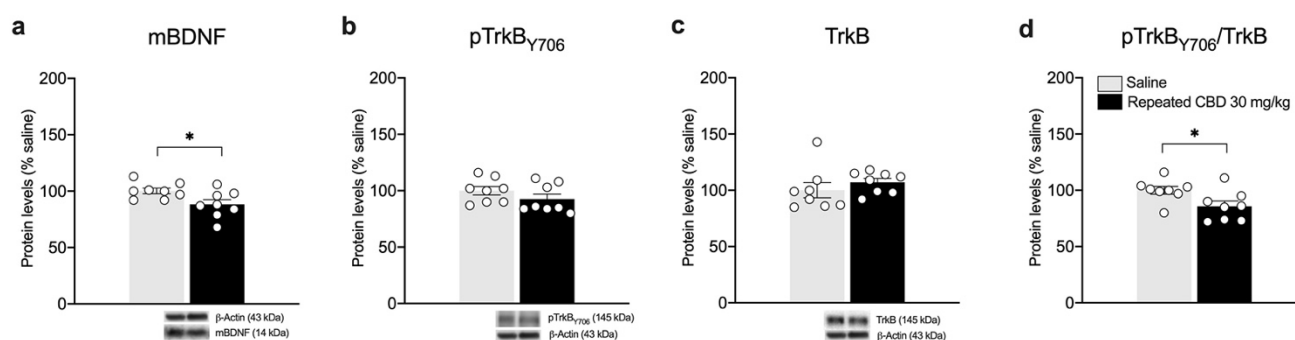 a
mBDNF
Protein levels (% saline)
200
150
100
50
0
*
β-Actin (43 kDa)
mBDNF (14 kDa)
b
pTrkB_Y706
Protein levels (% saline)
200
150
100
50
0
pTrkB_Y706 (145 kDa)
β-Actin (43 kDa)
c
TrkB
Protein levels (% saline)
200
150
100
50
0
TrkB (145 kDa)
β-Actin (43 kDa)
d
pTrkB_Y706/TrkB
Protein levels (% saline)
200
150
100
50
0
Saline
Repeated CBD 30 mg/kg
*